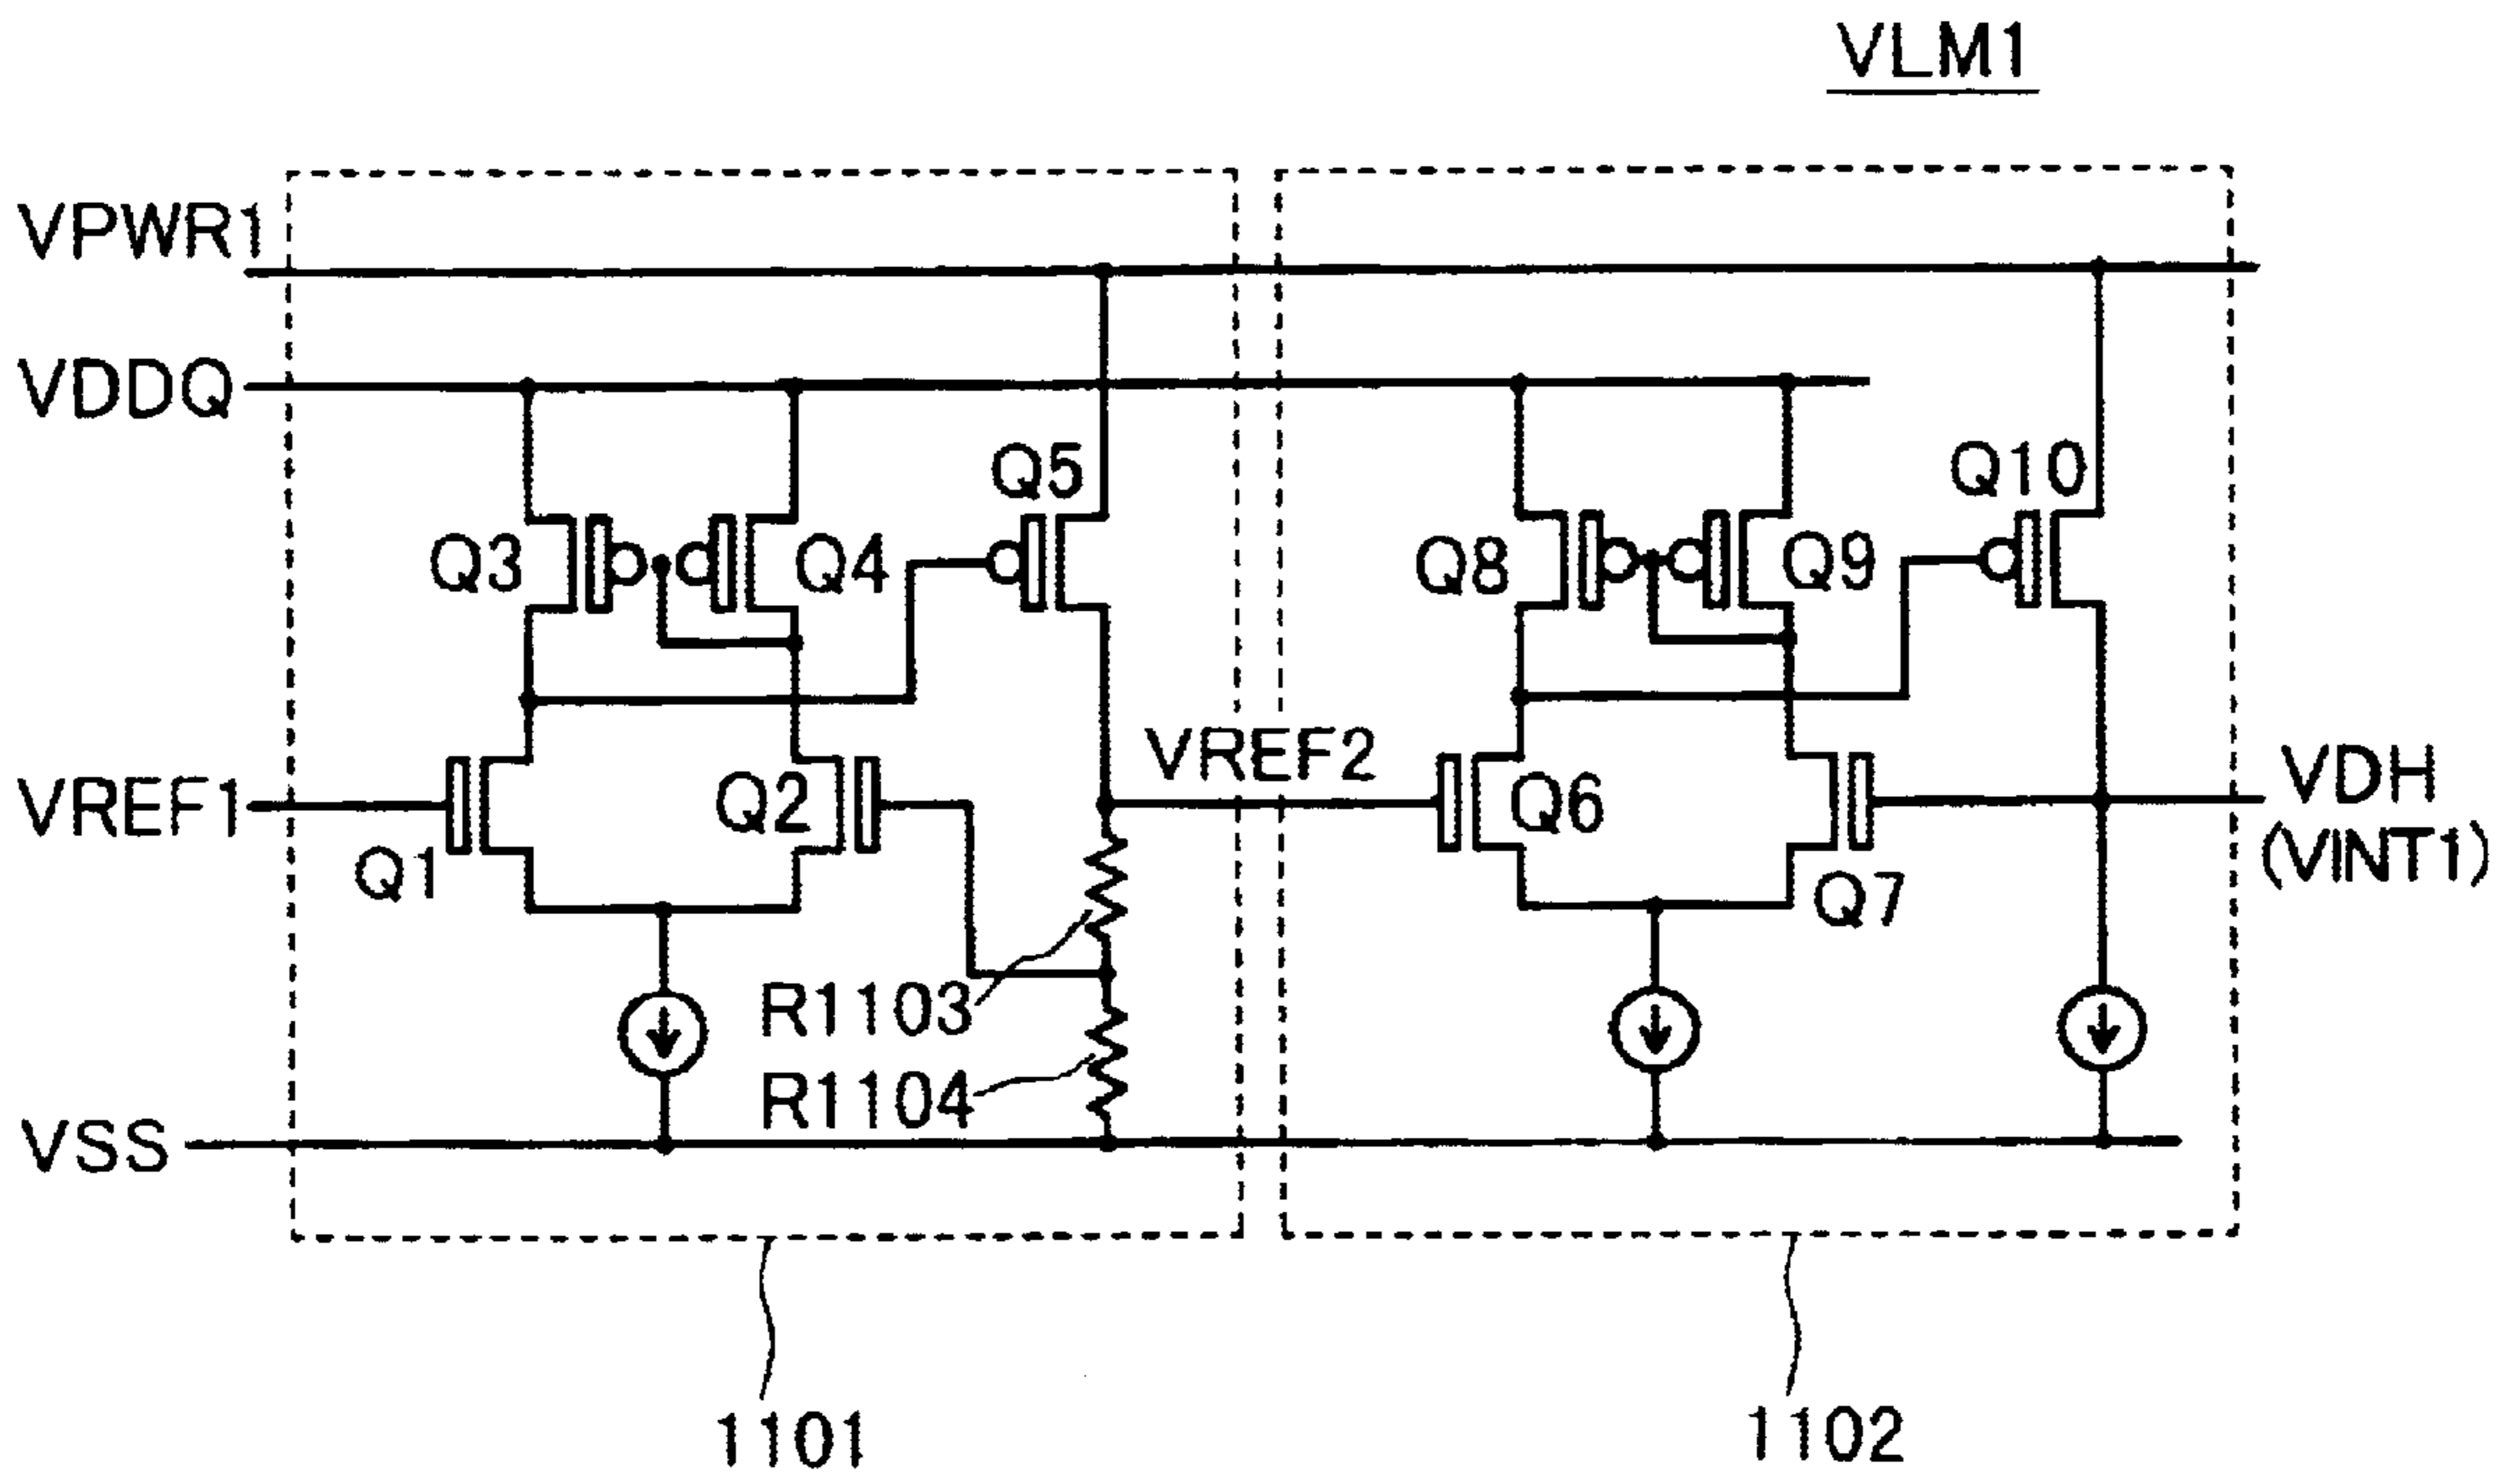 VLM1
VPWR1
VDDQ
Q5
Q10
Q3
Q4
Q8
Q9
VREF1
Q1
Q2
VREF2
Q6
Q7
VDH
(VINT1)
R1103
R1104
VSS
1101
1102